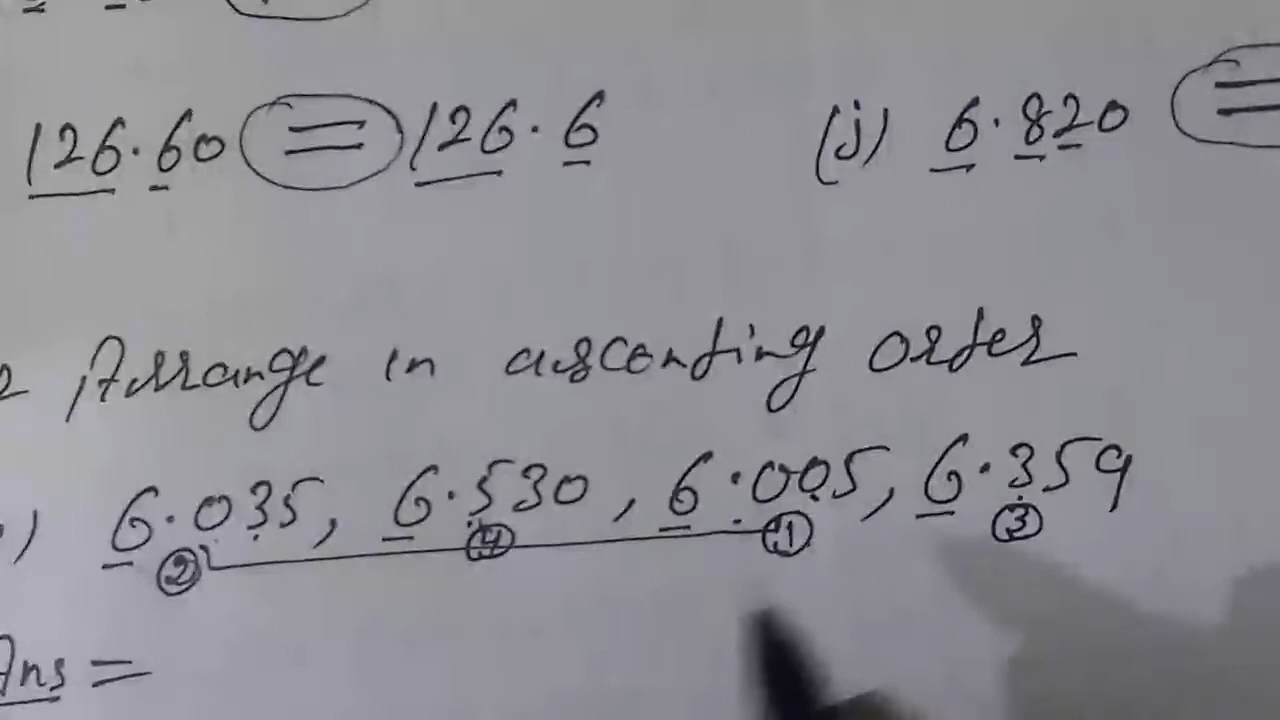 126.60 = 126.6 (j) 6.820 =
2 Arrange in ascending order
) 6.035, 6.530, 6.005, 6.359
2 4 1 3
Ans =